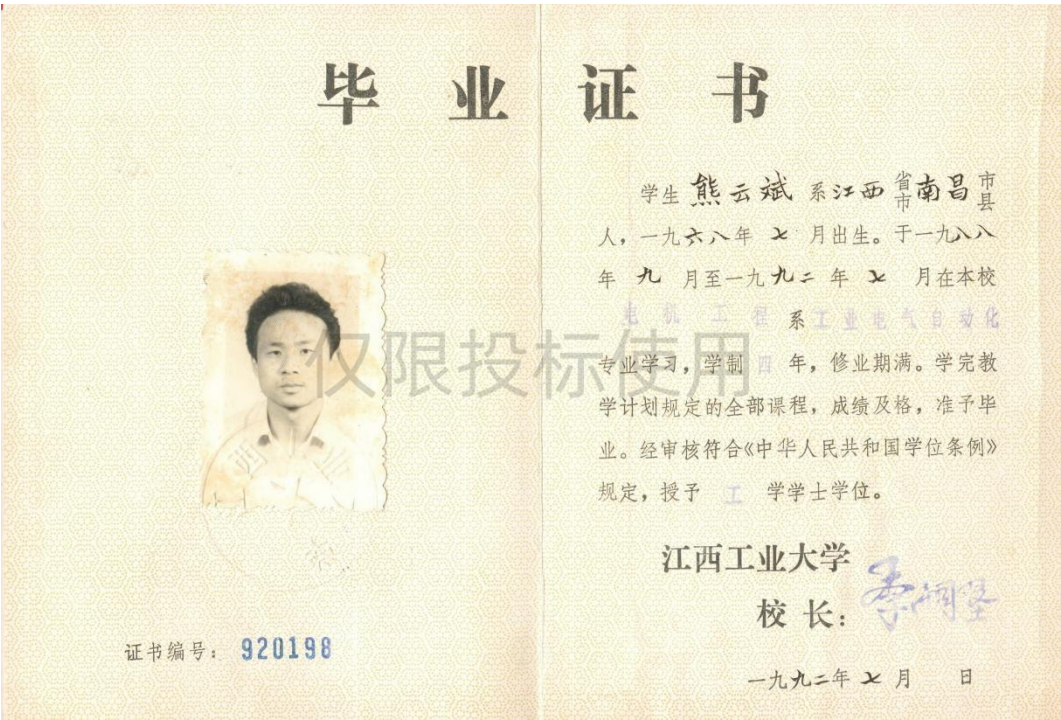 毕业证书
学生熊云斌系江西省市南昌市县
人，一九六八年七月出生。于一九八八
年九月至一九九二年七月在本校
电机工程系工业电气自动化
专业学习，学制四年，修业期满。学完教
学计划规定的全部课程，成绩及格，准予毕
业。经审核符合《中华人民共和国学位条例》
规定，授予工学学士学位。
江西工业大学
校长：
一九九二年七月 日
证书编号：920198
仅限投标使用